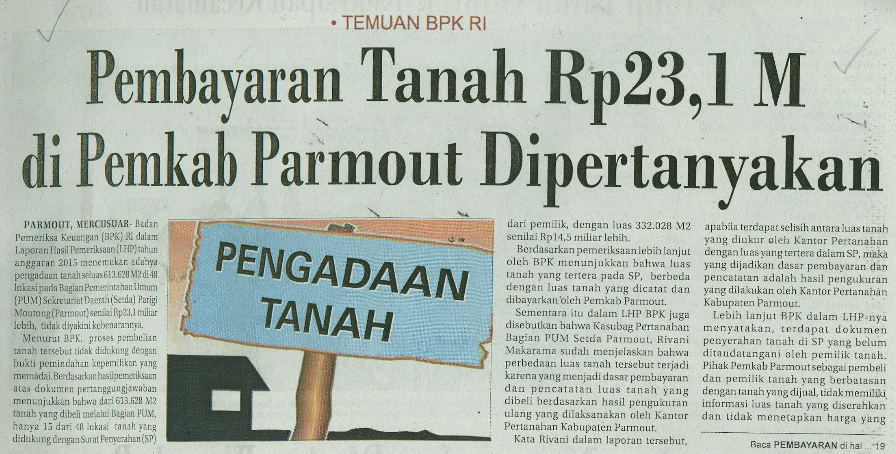 • TEMUAN BPK RI
Pembayaran Tanah Rp23,1 M
di Pemkab Parmout Dipertanyakan
PARMOUT, MERCUSUAR- Badan
Pemeriksa Keuangan (BPK) RI dalam
Laporan Hasil Pemeriksaan (LHP) tahun
anggaran 2015 menemukan adahya
pengadaan tanah seluas 613.628 M2 di 48
lokasi pada Bagian Pemerintahan Umum
(PUM) Sekretariat Daerah (Setda) Parigi
Moutong (Parmout) senilai Rp23,1 miliar
lebih, tidak diyakini kebenarannya.
Menurut BPK, proses pembelian
tanah tersebut tidak didukung dengan
bukti pemindahan kepemilikan yang
memadai. Berdasarkan hasil pemeriksaan
atas dokumen pertanggungjawaban
menunjukkan bahwa dari 613.628 M2
tanah yang dibeli melalui Bagian PUM,
hanya 15 dari 48 lokasi tanah yang
didukung dengan Surat Penyerahan (SP)
PENGADAAN
TANAH
dari pemilik, dengan luas 332.028 M2
senilai Rp14,5 miliar lebih.
Berdasarkan pemeriksaan lebih lanjut
oleh BPK menunjukkan bahwa luas
tanah yang tertera pada SP, berbeda
dengan luas tanah yang dicatat dan
dibayarkan oleh Pemkab Parmout.
Sementara itu dalam LHP BPK juga
disebutkan bahwa Kasubag Pertanahan
Bagian PUM Setda Parmout, Rivani
Makarama sudah menjelaskan bahwa
perbedaan luas tanah tersebut terjadi
karena yang menjadi dasar pembayaran
dan pencatatan luas tanah yang
dibeli berdasarkan hasil pengukuran
ulang yang dilaksanakan oleh Kantor
Pertanahan Kabupaten Parmout.
Kata Rivani dalam laporan tersebut,
apabila terdapat selisih antara luas tanah
yang diukur oleh Kantor Pertanahan
dengan luas yang tertera dalam SP, maka
yang dijadikan dasar pembayaran dan
pencatatan adalah hasil pengukuran
yang dilakukan oleh Kantor Pertanahan
Kabupaten Parmout.
Lebih lanjut BPK dalam LHP-nya
menyatakan, terdapat dokumen
penyerahan tanah di SP yang belum
ditandatangani oleh pemilik tanah.
Pihak Pemkab Parmout sebagai pembeli
dan pemilik tanah yang berbatasan
dengan tanah yang dijual, tidak memiliki
informasi luas tanah yang diserahkan
dan tidak menetapkan harga yang
Baca PEMBAYARAN di hal ... 19